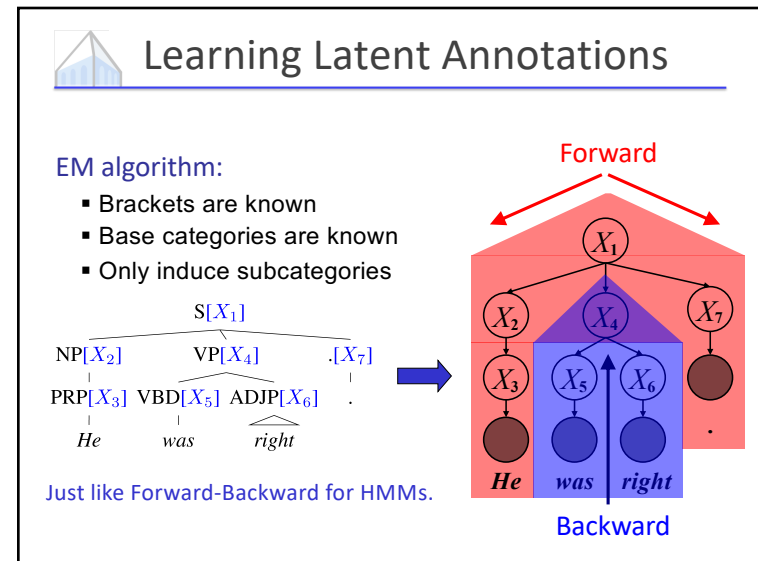 Learning Latent Annotations
EM algorithm:
▪ Brackets are known
▪ Base categories are known
▪ Only induce subcategories
S[X₁]
NP[X₂] VP[X₄] .[X₇]
PRP[X₃] VBD[X₅] ADJP[X₆] .
He was right
Just like Forward-Backward for HMMs.
Forward
X₁
X₂ X₄ X₇
X₃ X₅ X₆
.
He was right
Backward